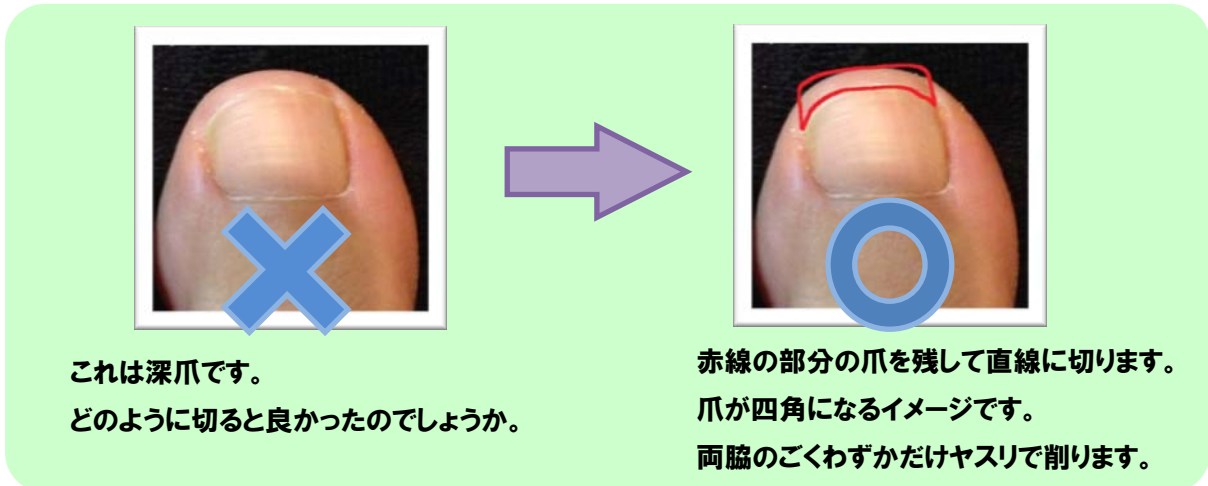 これは深爪です。
どのように切ると良かったのでしょうか。
赤線の部分の爪を残して直線に切ります。
爪が四角になるイメージです。
両脇のごくわずかだけヤスリで削ります。